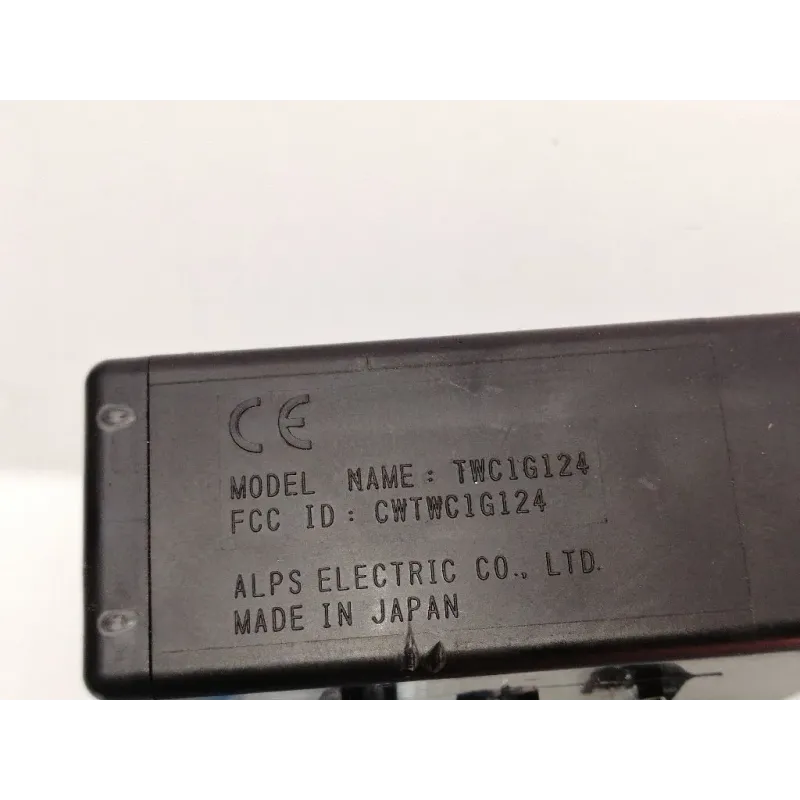 CE
MODEL NAME : TWC1G124
FCC ID : CWTWC1G124
ALPS ELECTRIC CO., LTD.
MADE IN JAPAN